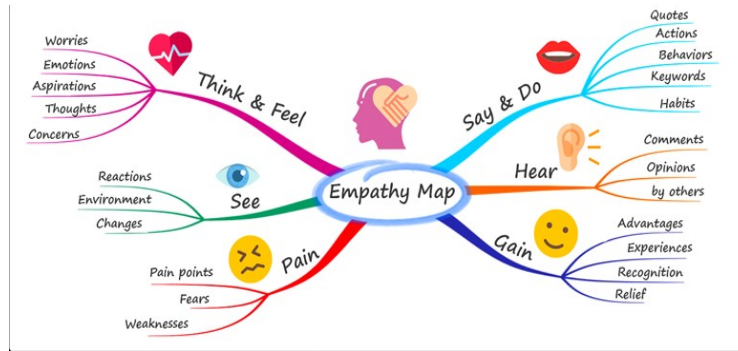 Empathy Map
Think & Feel
Worries
Emotions
Aspirations
Thoughts
Concerns
See
Reactions
Environment
Changes
Pain
Pain points
Fears
Weaknesses
Say & Do
Quotes
Actions
Behaviors
Keywords
Habits
Hear
Comments
Opinions
by others
Gain
Advantages
Experiences
Recognition
Relief